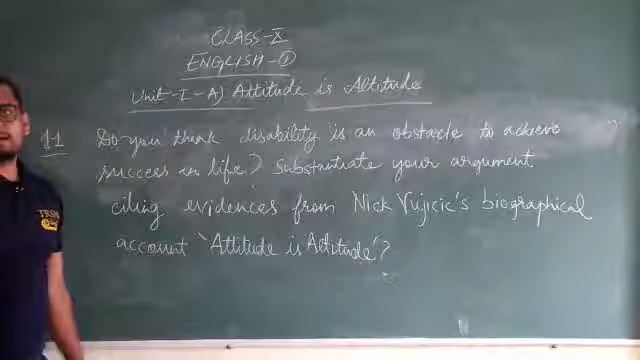 CLASS-X
ENGLISH-①
Unit-I-A) Attitude is Altitude
11 Do you think disability is an obstacle to achieve
success in life? Substantiate your argument
citing evidences from Nick Vujicic's biographical
account 'Attitude is Altitude'?